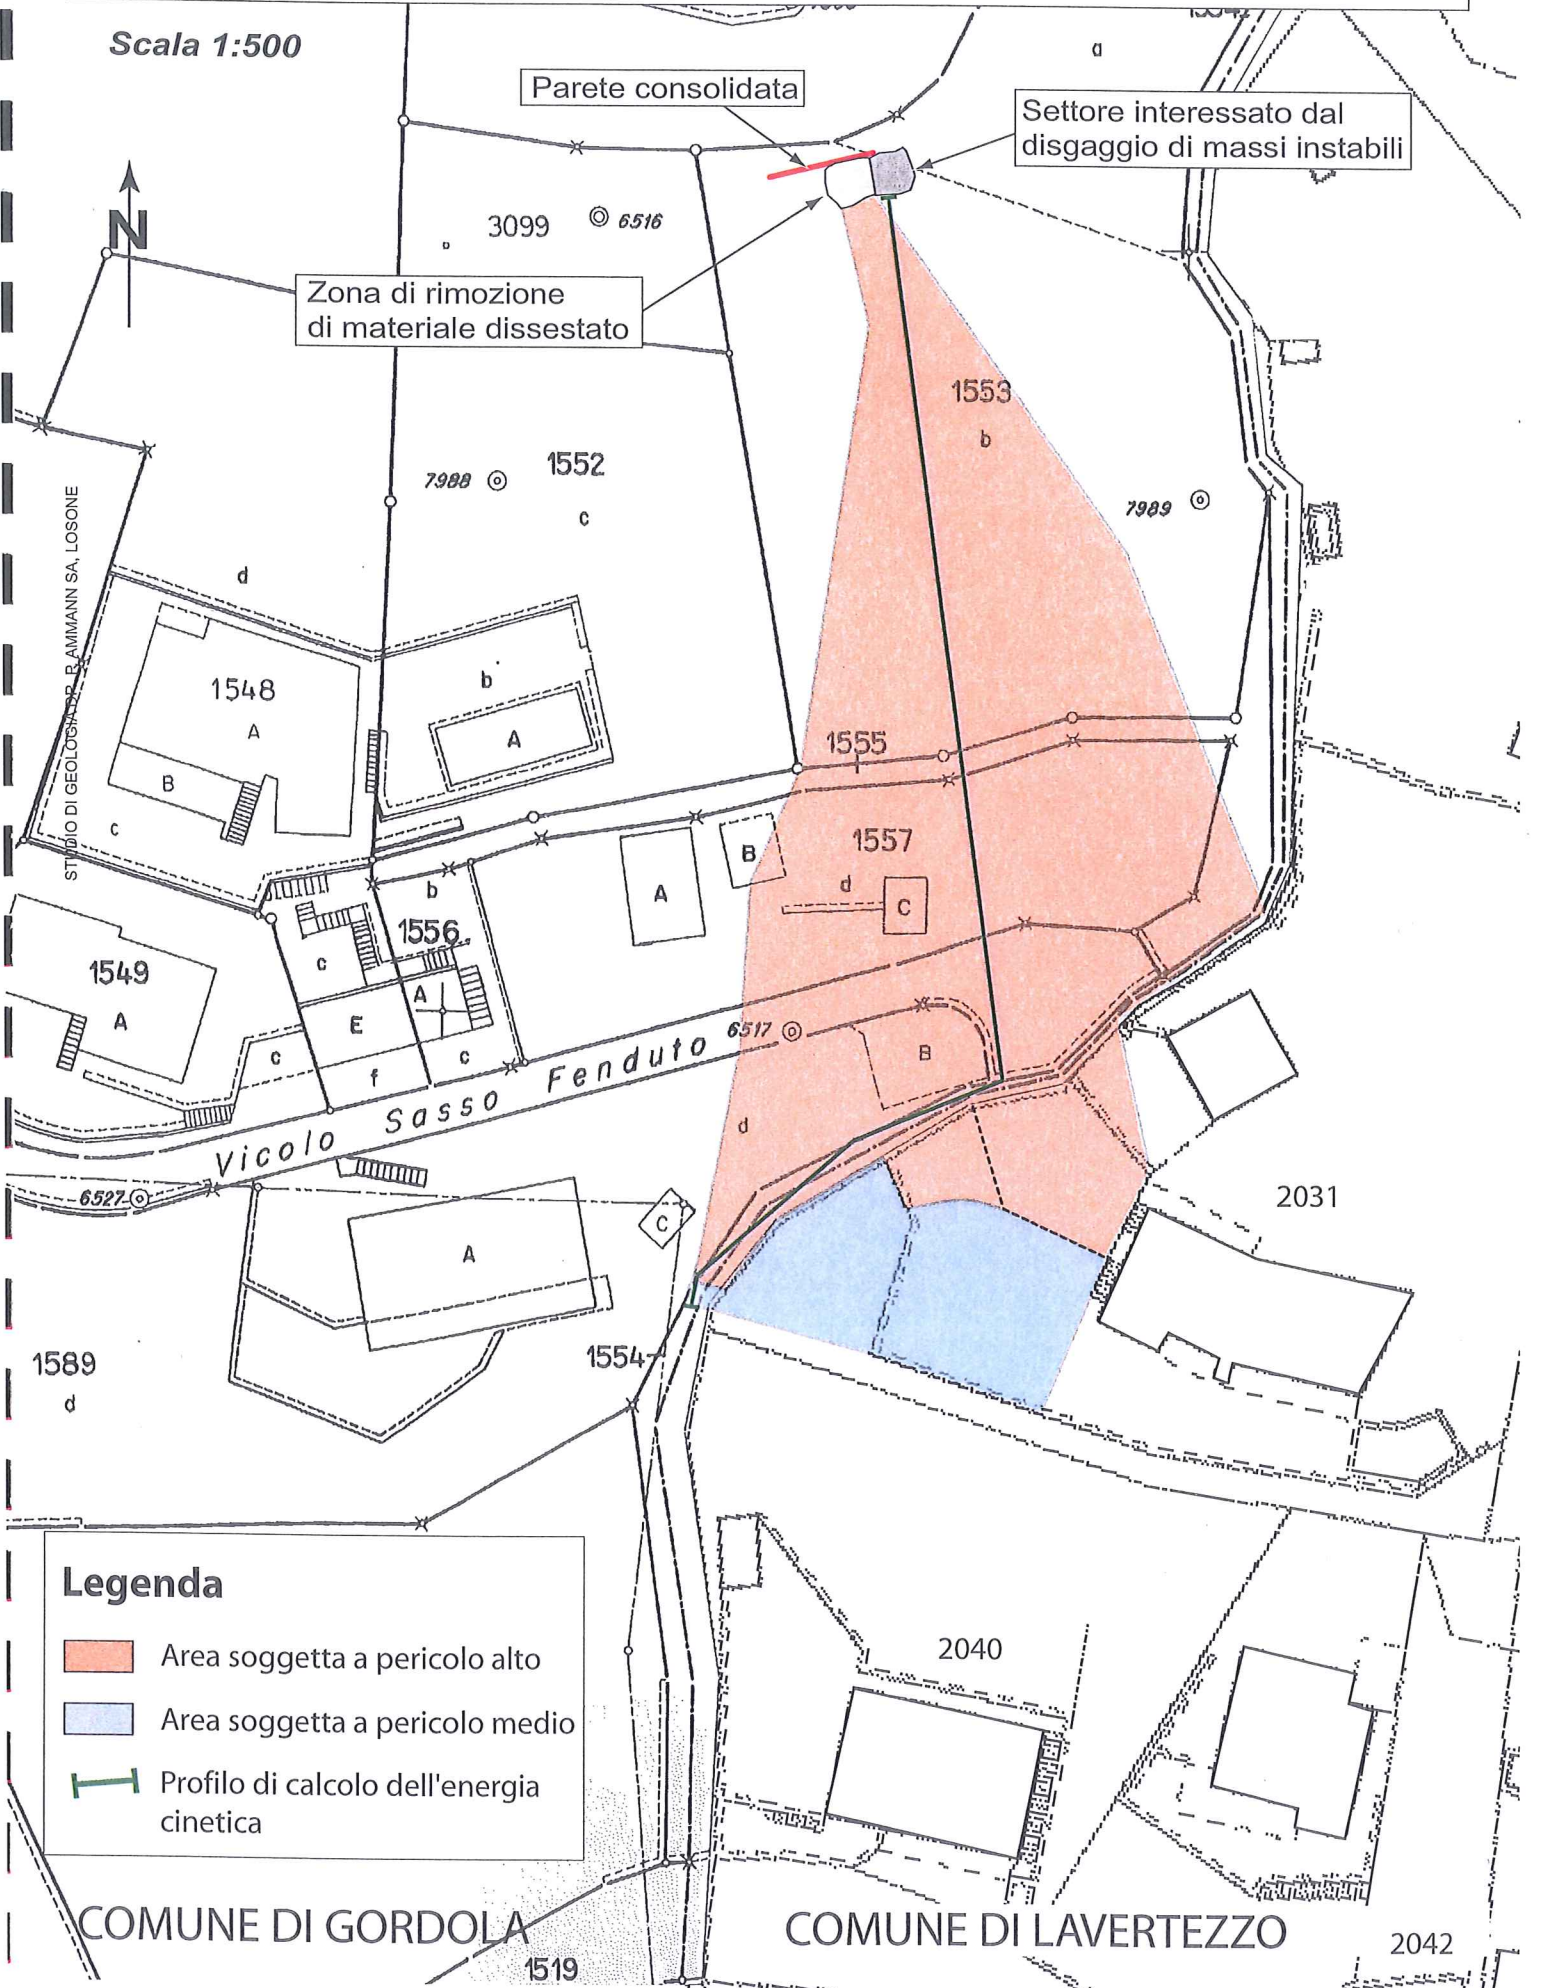 Scala 1:500
a
Parete consolidata
Settore interessato dal
disgaggio di massi instabili
N
3099
6516
Zona di rimozione
di materiale dissestato
1553
b
7988
1552
c
7989
STUDIO DI GEOLOGIA DR. P. AMMANN SA, LOSONE
d
b
1548
A
A
1555
B
c
1557
B
d
b
A
C
1556
c
1549
A
A
E
6517
B
c
c
f
Vicolo Sasso Fenduto
d
6527
2031
C
A
1554
1589
d
Legenda
Area soggetta a pericolo alto
Area soggetta a pericolo medio
Profilo di calcolo dell'energia
cinetica
2040
COMUNE DI GORDOLA
COMUNE DI LAVERTEZZO
2042
1519